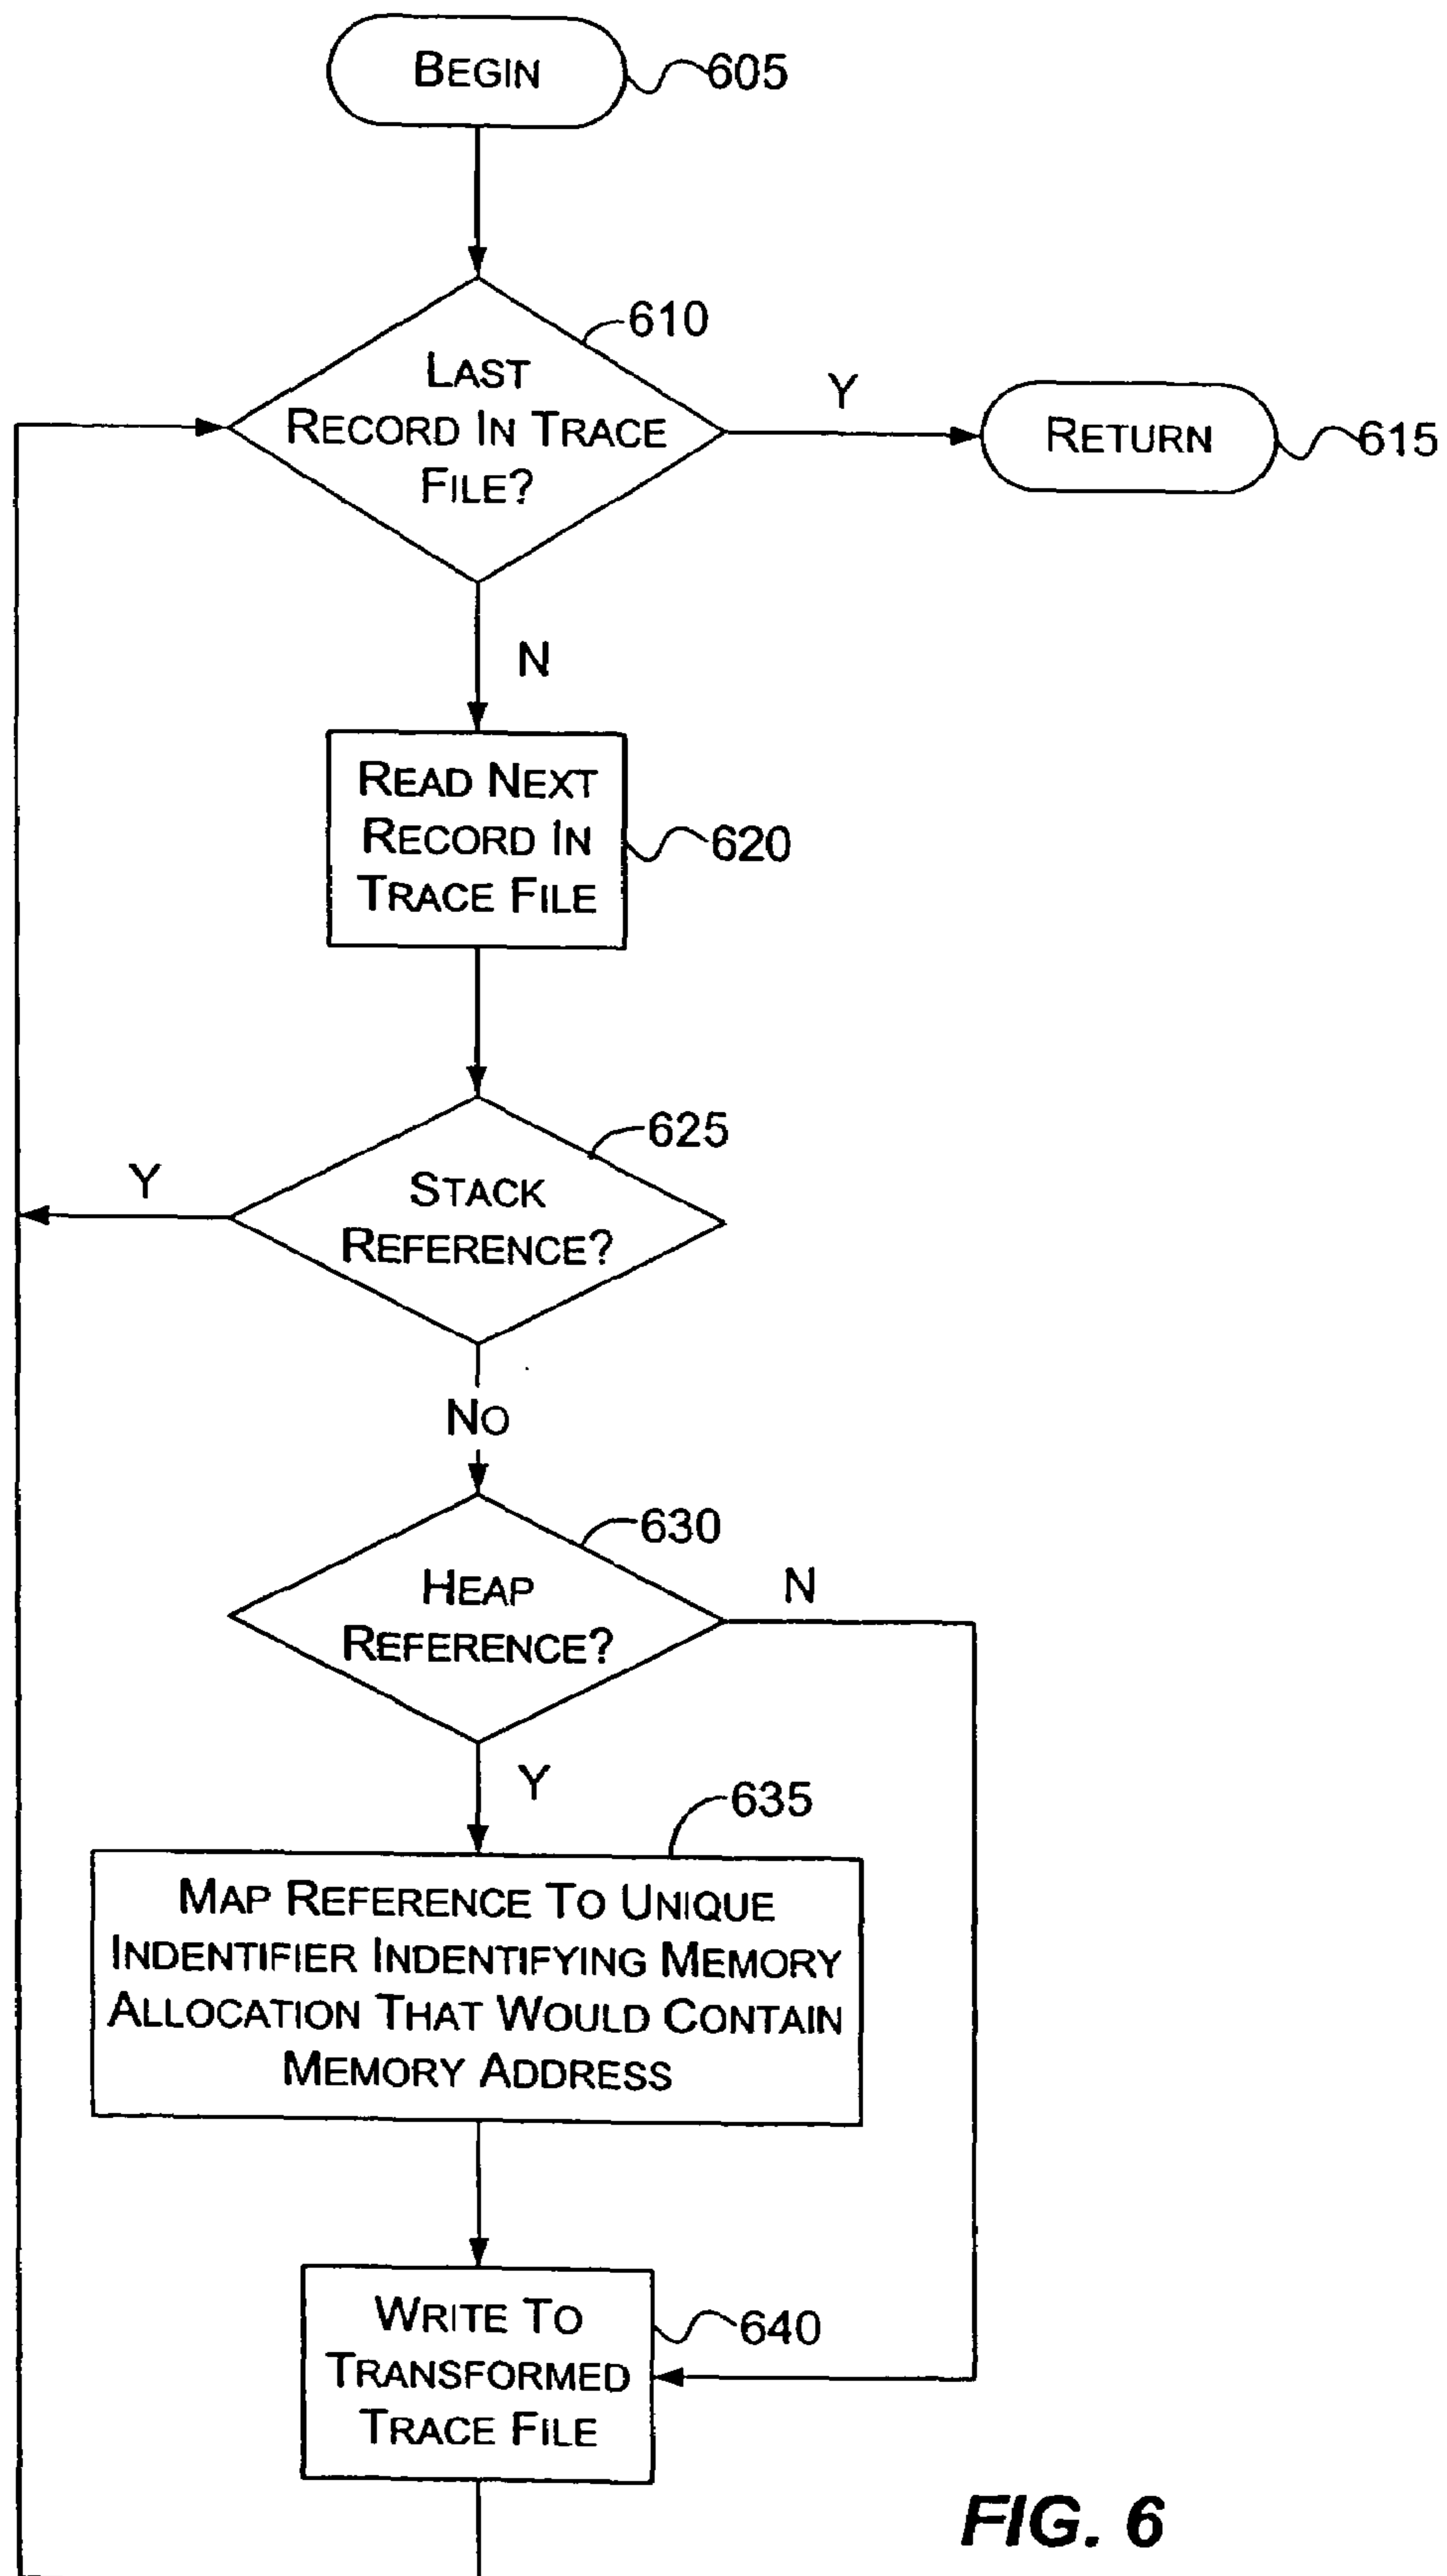 BEGIN
605
610
LAST
RECORD IN TRACE
FILE?
Y
RETURN
615
N
READ NEXT
RECORD IN
TRACE FILE
620
625
Y
STACK
REFERENCE?
NO
630
HEAP
REFERENCE?
N
Y
635
MAP REFERENCE TO UNIQUE
INDENTIFIER INDENTIFYING MEMORY
ALLOCATION THAT WOULD CONTAIN
MEMORY ADDRESS
WRITE TO
TRANSFORMED
TRACE FILE
640
FIG. 6